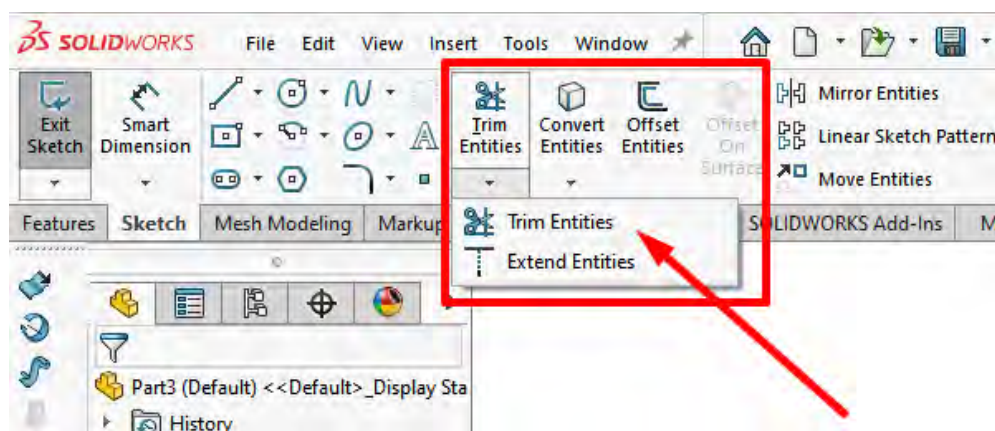 SOLIDWORKS File Edit View Insert Tools Window
Exit Sketch
Smart Dimension
Trim Entities
Convert Entities
Offset Entities
Offset On Surface
Mirror Entities
Linear Sketch Pattern
Move Entities
Features Sketch Mesh Modeling Markup SOLIDWORKS Add-Ins M
Trim Entities
Extend Entities
Part3 (Default) <<Default>_Display Sta
History